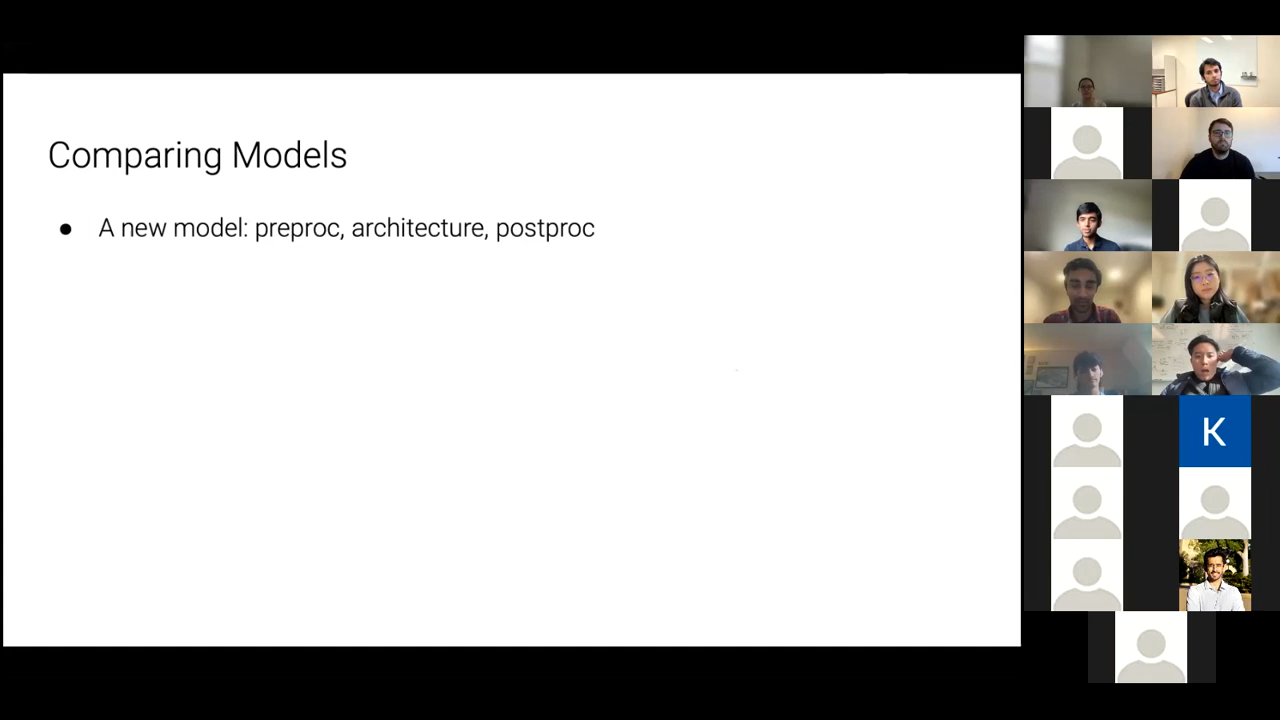 Comparing Models
● A new model: preproc, architecture, postproc
K